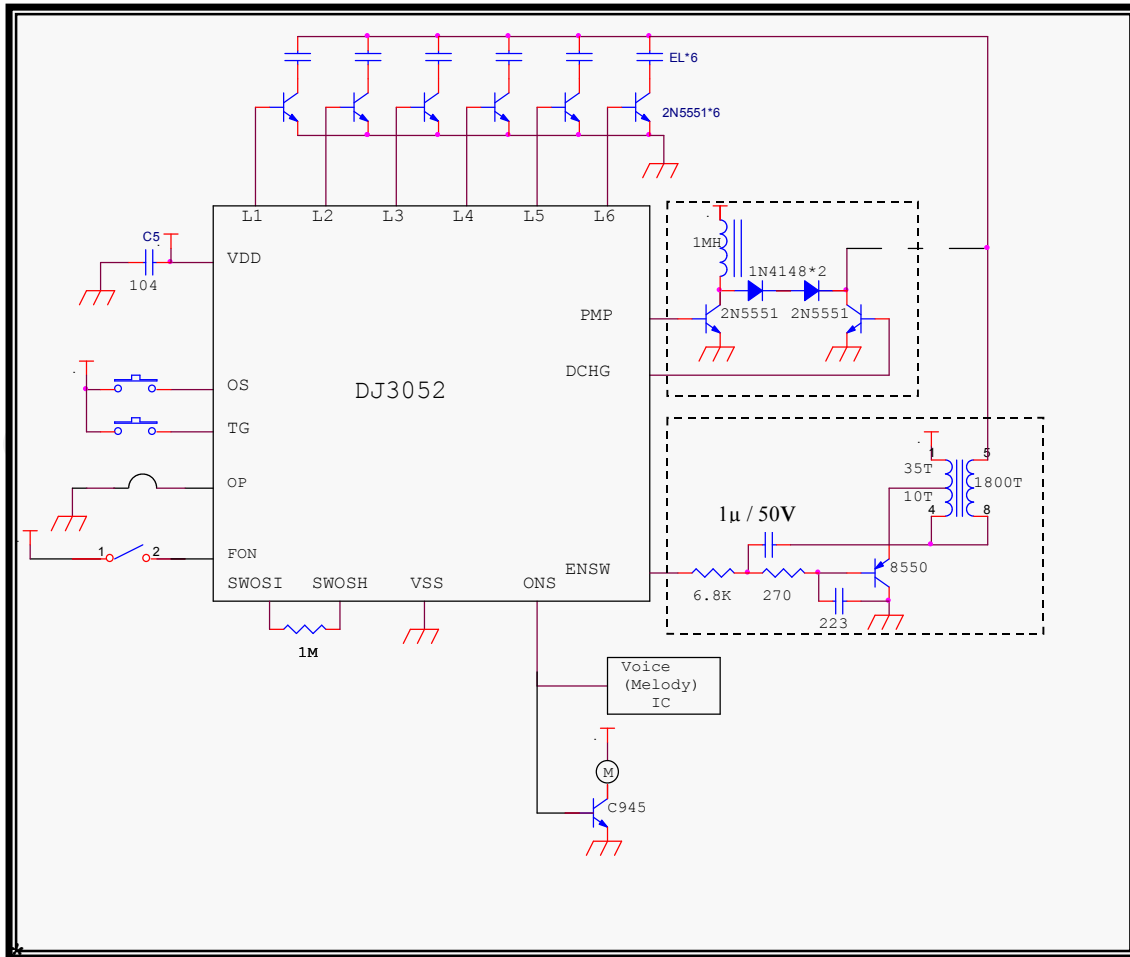 EL*6
2N5551*6
L1 L2 L3 L4 L5 L6
C5
104
VDD
1MH
1N4148*2
2N5551 2N5551
PMP
DCHG
OS
DJ3052
TG
OP
1 2
FON
ENSW
SWOSI SWOSH VSS ONS
1M
1 5
35T
10T
1800T
4 8
1µ / 50V
6.8K 270
8550
223
Voice
(Melody)
IC
M
C945